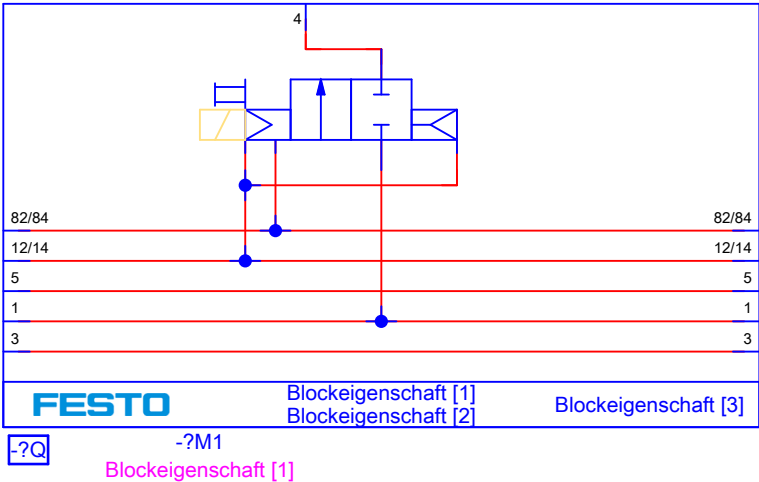 4
82/84 82/84
12/14 12/14
5 5
1 1
3 3
FESTO
Blockeigenschaft [1]
Blockeigenschaft [2]
Blockeigenschaft [3]
-?Q
-?M1
Blockeigenschaft [1]